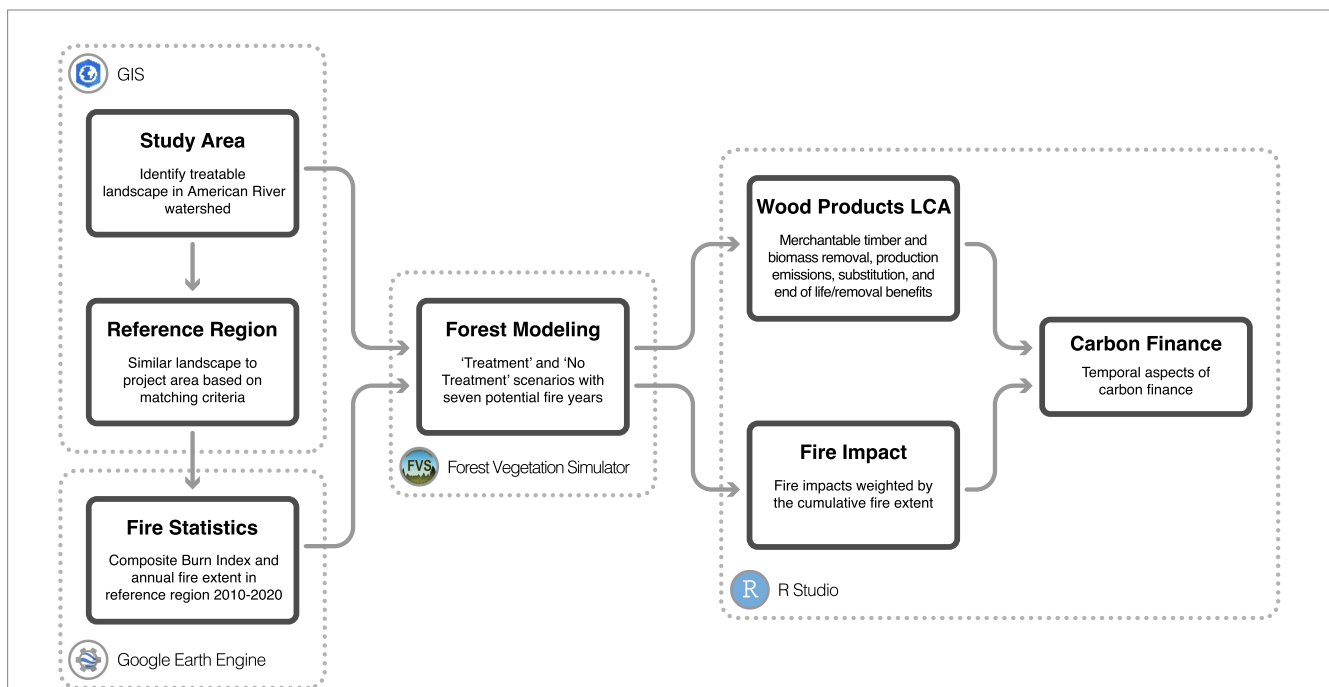 GIS
Study Area
Identify treatable
landscape in American River
watershed
Reference Region
Similar landscape to
project area based on
matching criteria
Fire Statistics
Composite Burn Index and
annual fire extent in
reference region 2010-2020
Google Earth Engine
Forest Modeling
‘Treatment’ and ‘No
Treatment’ scenarios with
seven potential fire years
FVS
Forest Vegetation Simulator
Wood Products LCA
Merchantable timber and
biomass removal, production
emissions, substitution, and
end of life/removal benefits
Fire Impact
Fire impacts weighted by
the cumulative fire extent
R
R Studio
Carbon Finance
Temporal aspects of
carbon finance